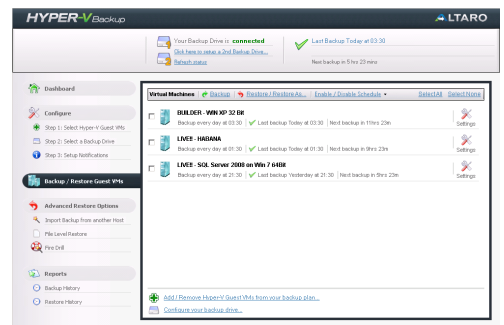 HYPER-V Backup
ALTARO
Your Backup Drive is connected
Click here to setup a 2nd Backup Drive...
Refresh status
Last Backup Today at 03 30
Next backup in 5 hrs 23 mins
Dashboard
Configure
Step 1: Select Hyper-V Guest VMs
Step 2: Select a Backup Drive
Step 3: Setup Notifications
Backup / Restore Guest VMs
Advanced Restore Options
Import Backup from another Host
File Level Restore
Fire Drill
Reports
Backup History
Restore History
Virtual Machines | Backup | Restore / Restore As... | Enable / Disable Schedule Select All Select None
BUILDER - WIN XP 32 Bit
Backup every day at 03:30 | Last backup Today at 03:30 | Next backup in 11hrs 23m
Settings
LIVE!! - HABANA
Backup every day at 01:30 | Last backup Today at 01:30 | Next backup in 9hrs 23m
Settings
LIVE!! - SQL Server 2008 on Win 7 64Bit
Backup every day at 21:30 | Last backup Yesterday at 21:30 | Next backup in 5hrs 23m
Settings
Add / Remove Hyper-V Guest VMs from your backup plan...
Configure your backup drive...